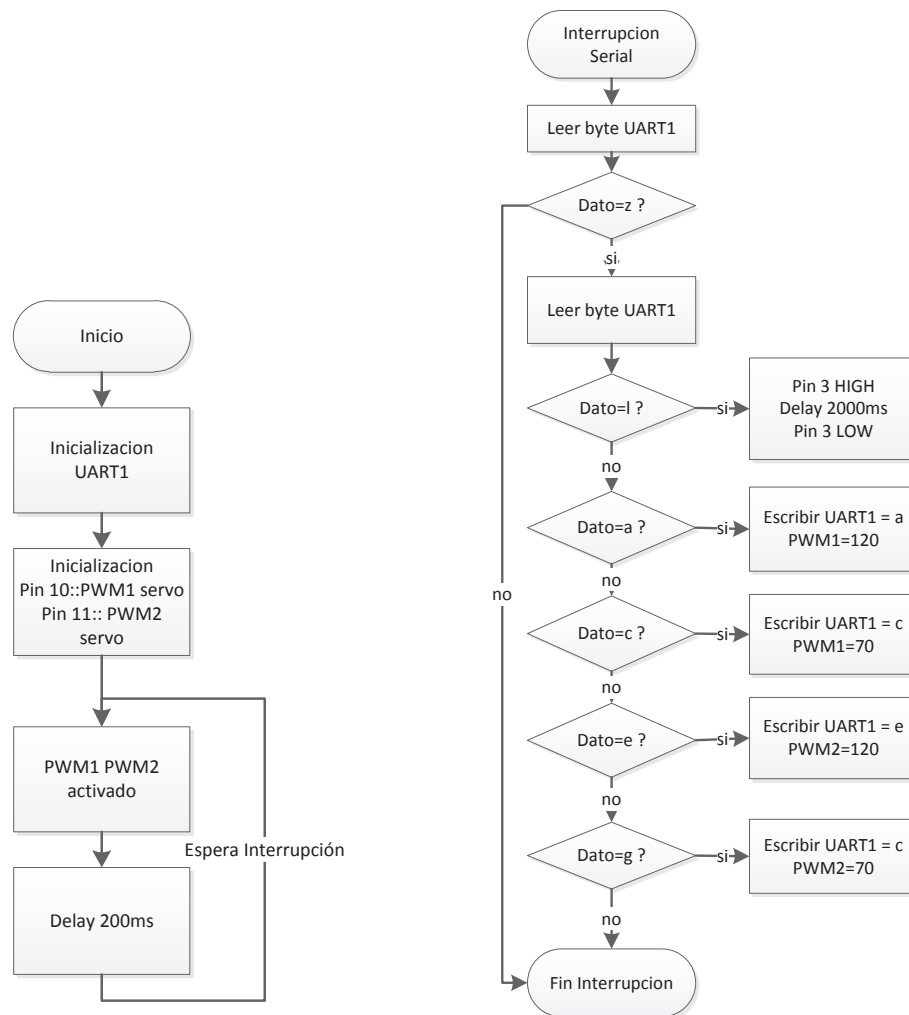 Inicio
Inicializacion
UART1
Inicializacion
Pin 10::PWM1 servo
Pin 11:: PWM2
servo
PWM1 PWM2
activado
Espera Interrupción
Delay 200ms
Interrupcion
Serial
Leer byte UART1
Dato=z ?
si
no
Leer byte UART1
Dato=l ?
si
Pin 3 HIGH
Delay 2000ms
Pin 3 LOW
no
Dato=a ?
si
Escribir UART1 = a
PWM1=120
no
Dato=c ?
si
Escribir UART1 = c
PWM1=70
no
Dato=e ?
si
Escribir UART1 = e
PWM2=120
no
Dato=g ?
si
Escribir UART1 = c
PWM2=70
no
Fin Interrupcion